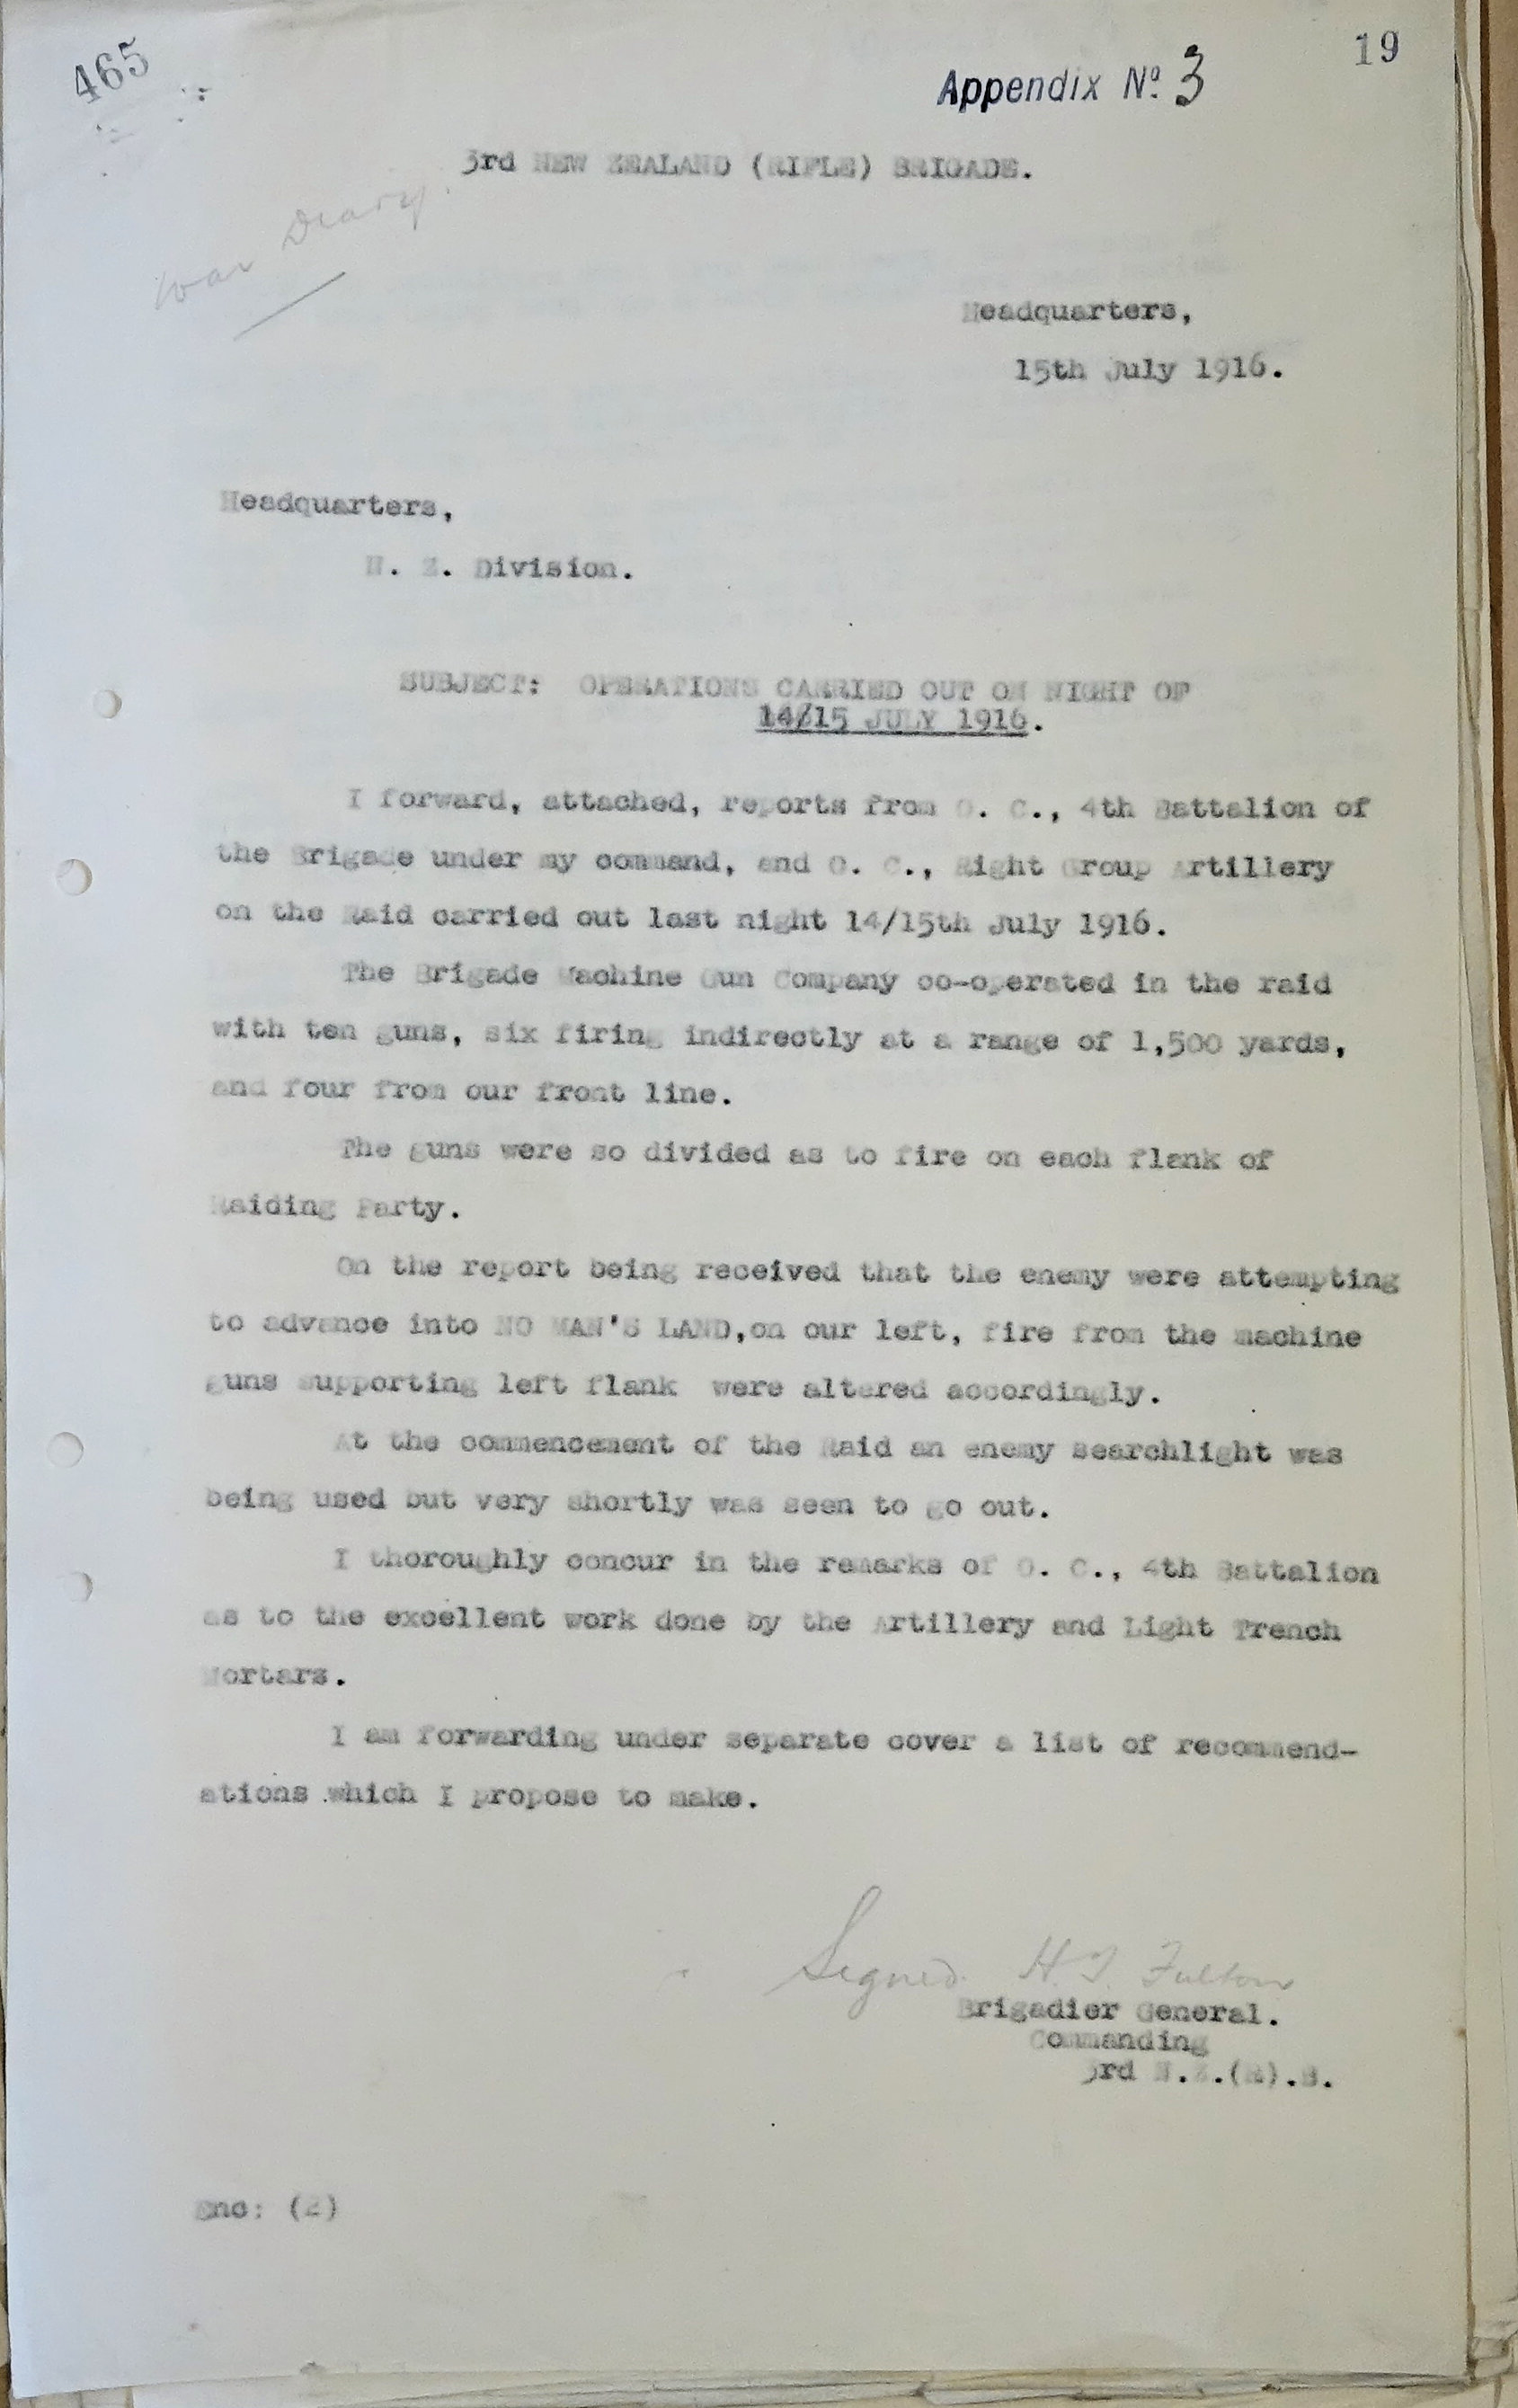 465
19
Appendix No. 3
3rd NEW ZEALAND (RIFLE) BRIGADE.
War Diary.
Headquarters,
15th July 1916.
Headquarters,
N. Z. Division.
SUBJECT: OPERATIONS CARRIED OUT ON NIGHT OF
14/15 JULY 1916.
I forward, attached, reports from O. C., 4th Battalion of
the Brigade under my command, and O. C., Right Group Artillery
on the Raid carried out last night 14/15th July 1916.
The Brigade Machine Gun Company co-operated in the raid
with ten guns, six firing indirectly at a range of 1,500 yards,
and four from our front line.
The guns were so divided as to fire on each flank of
Raiding Party.
On the report being received that the enemy were attempting
to advance into NO MAN'S LAND,on our left, fire from the machine
guns supporting left flank were altered accordingly.
At the commencement of the Raid an enemy searchlight was
being used but very shortly was seen to go out.
I thoroughly concur in the remarks of O. C., 4th Battalion
as to the excellent work done by the Artillery and Light Trench
Mortars.
I am forwarding under separate cover a list of recommend-
ations which I propose to make.
Signed H.T. Fulton
Brigadier General.
Commanding
3rd N.Z.(R).B.
Enc: (2)